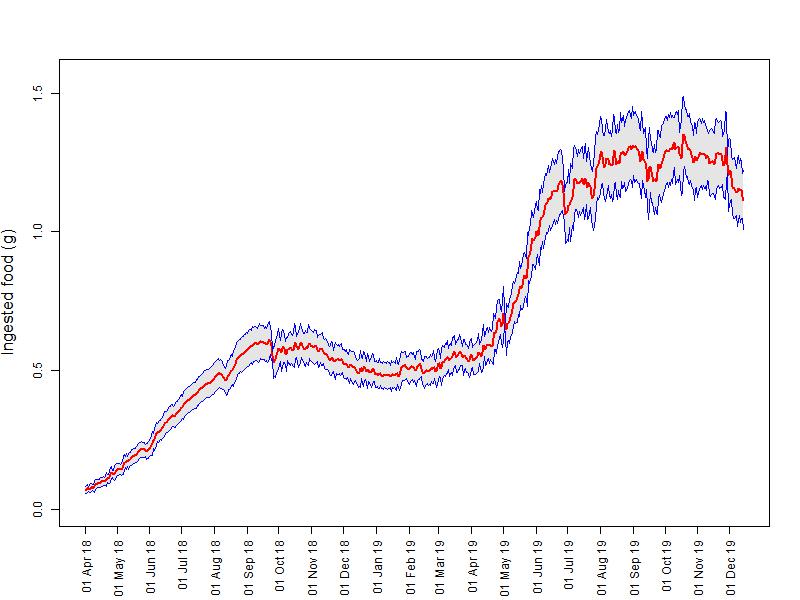 Ingested food (g)
1.5
1.0
0.5
0.0
01 Apr 18
01 May 18
01 Jun 18
01 Jul 18
01 Aug 18
01 Sep 18
01 Oct 18
01 Nov 18
01 Dec 18
01 Jan 19
01 Feb 19
01 Mar 19
01 Apr 19
01 May 19
01 Jun 19
01 Jul 19
01 Aug 19
01 Sep 19
01 Oct 19
01 Nov 19
01 Dec 19